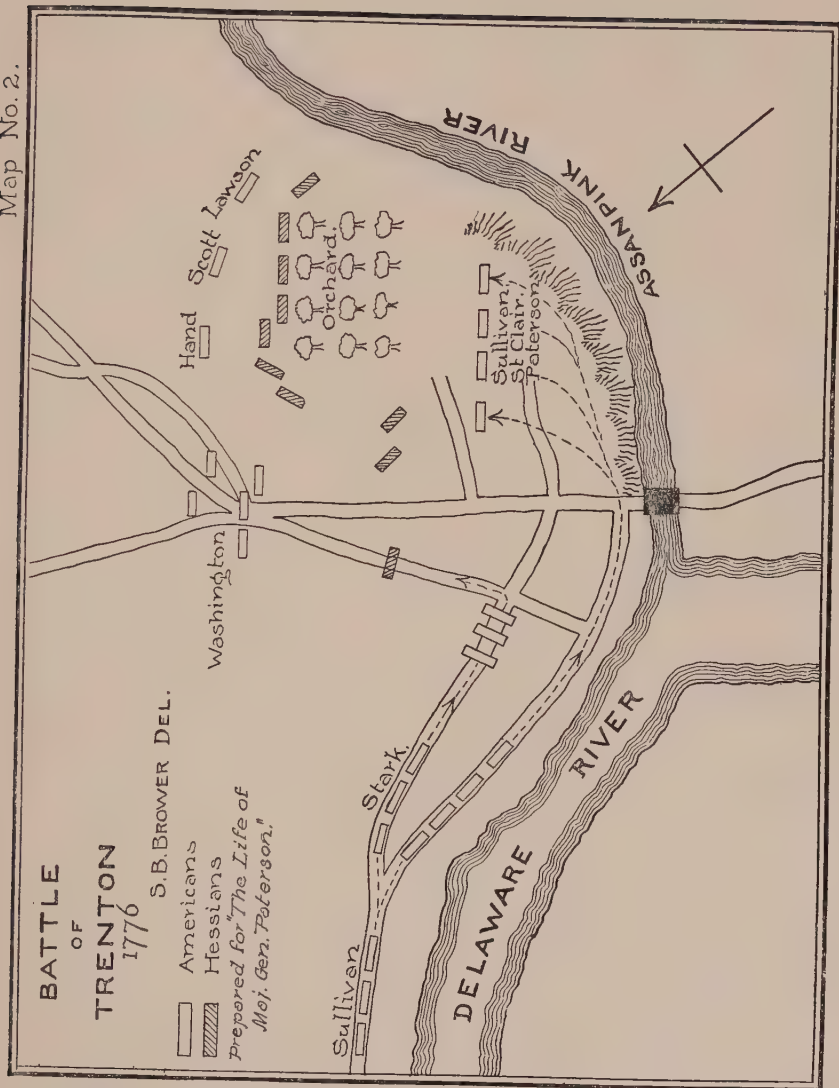 Map No. 2.
BATTLE
OF
TRENTON
1776
S. B. BROWER DEL.
Americans
Hessians
Prepared for "The Life of
Maj. Gen. Paterson."
Sullivan
Stark.
Washington
Hand
Scott
Lawson
Orchard.
Sullivan.
St Clair.
Paterson
ASSANPINK RIVER
DELAWARE RIVER